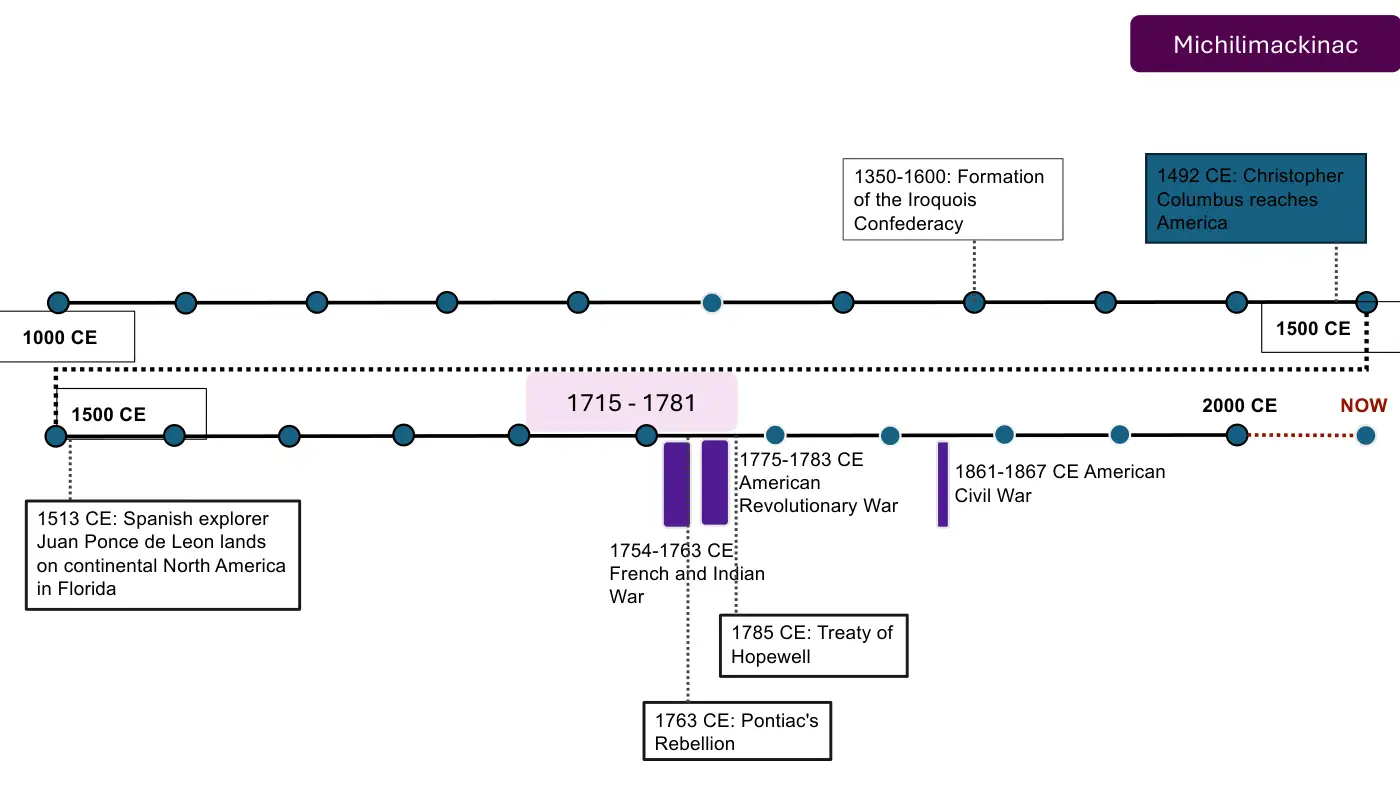 Michilimackinac
1350-1600: Formation
of the Iroquois
Confederacy
1492 CE: Christopher
Columbus reaches
America
1000 CE
1500 CE
1500 CE
1715 - 1781
2000 CE
NOW
1775-1783 CE
American
Revolutionary War
1861-1867 CE American
Civil War
1513 CE: Spanish explorer
Juan Ponce de Leon lands
on continental North America
in Florida
1754-1763 CE
French and Indian
War
1785 CE: Treaty of
Hopewell
1763 CE: Pontiac's
Rebellion